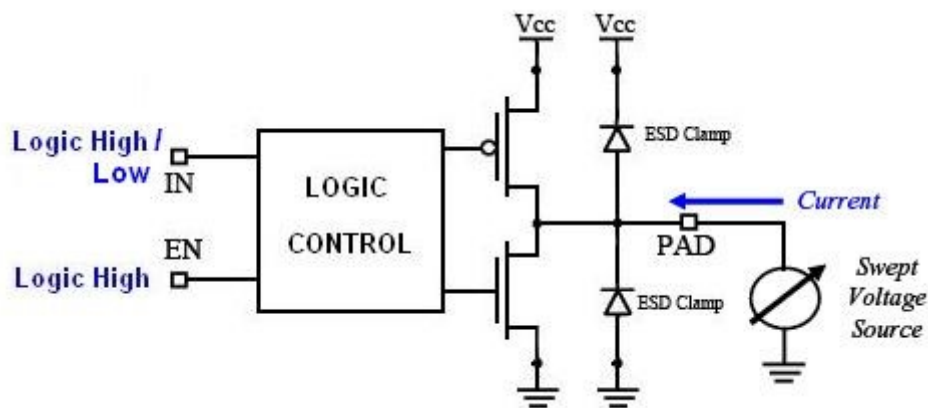 Vcc
Vcc
ESD Clamp
Logic High /
Low
IN
LOGIC
CONTROL
Current
EN
PAD
Logic High
ESD Clamp
Swept
Voltage
Source